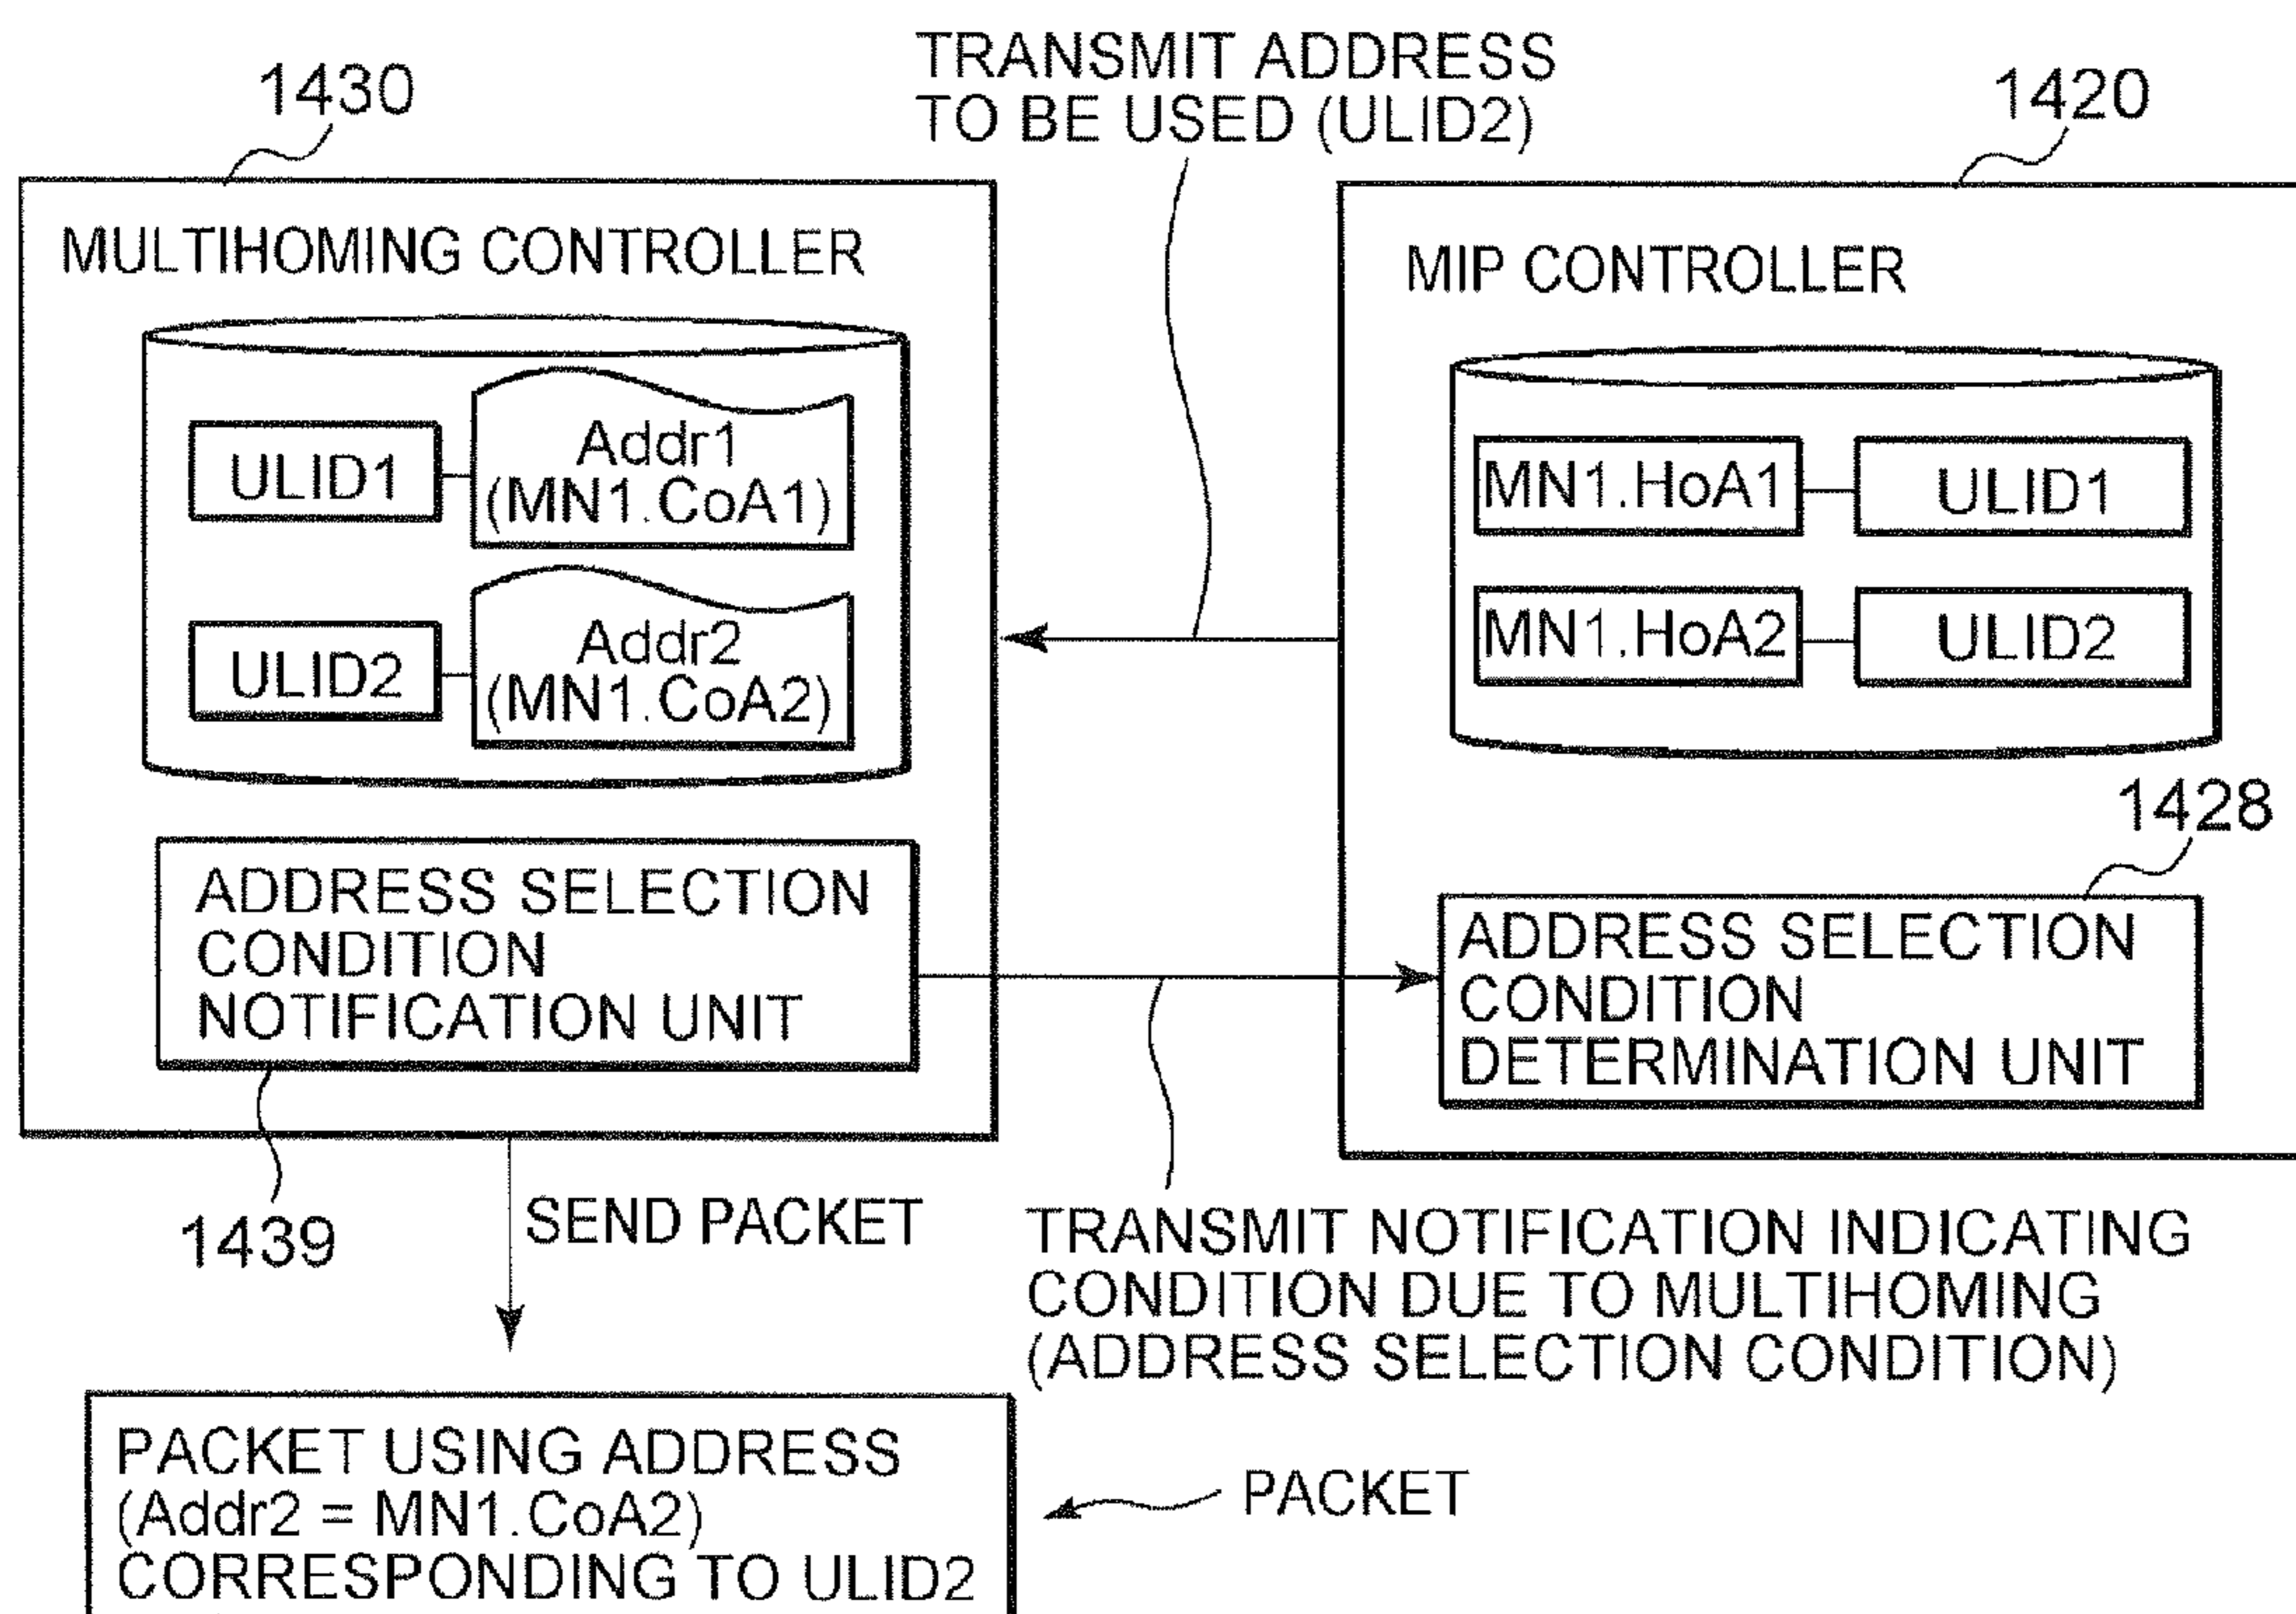 TRANSMIT ADDRESS
TO BE USED (ULID2)
1430
1420
MULTIHOMING CONTROLLER
ULID1
Addr1
(MN1.CoA1)
ULID2
Addr2
(MN1.CoA2)
MIP CONTROLLER
MN1.HoA1
ULID1
MN1.HoA2
ULID2
1428
ADDRESS SELECTION
CONDITION
NOTIFICATION UNIT
ADDRESS SELECTION
CONDITION
DETERMINATION UNIT
1439
SEND PACKET
TRANSMIT NOTIFICATION INDICATING
CONDITION DUE TO MULTIHOMING
(ADDRESS SELECTION CONDITION)
PACKET USING ADDRESS
(Addr2 = MN1.CoA2)
CORRESPONDING TO ULID2
PACKET